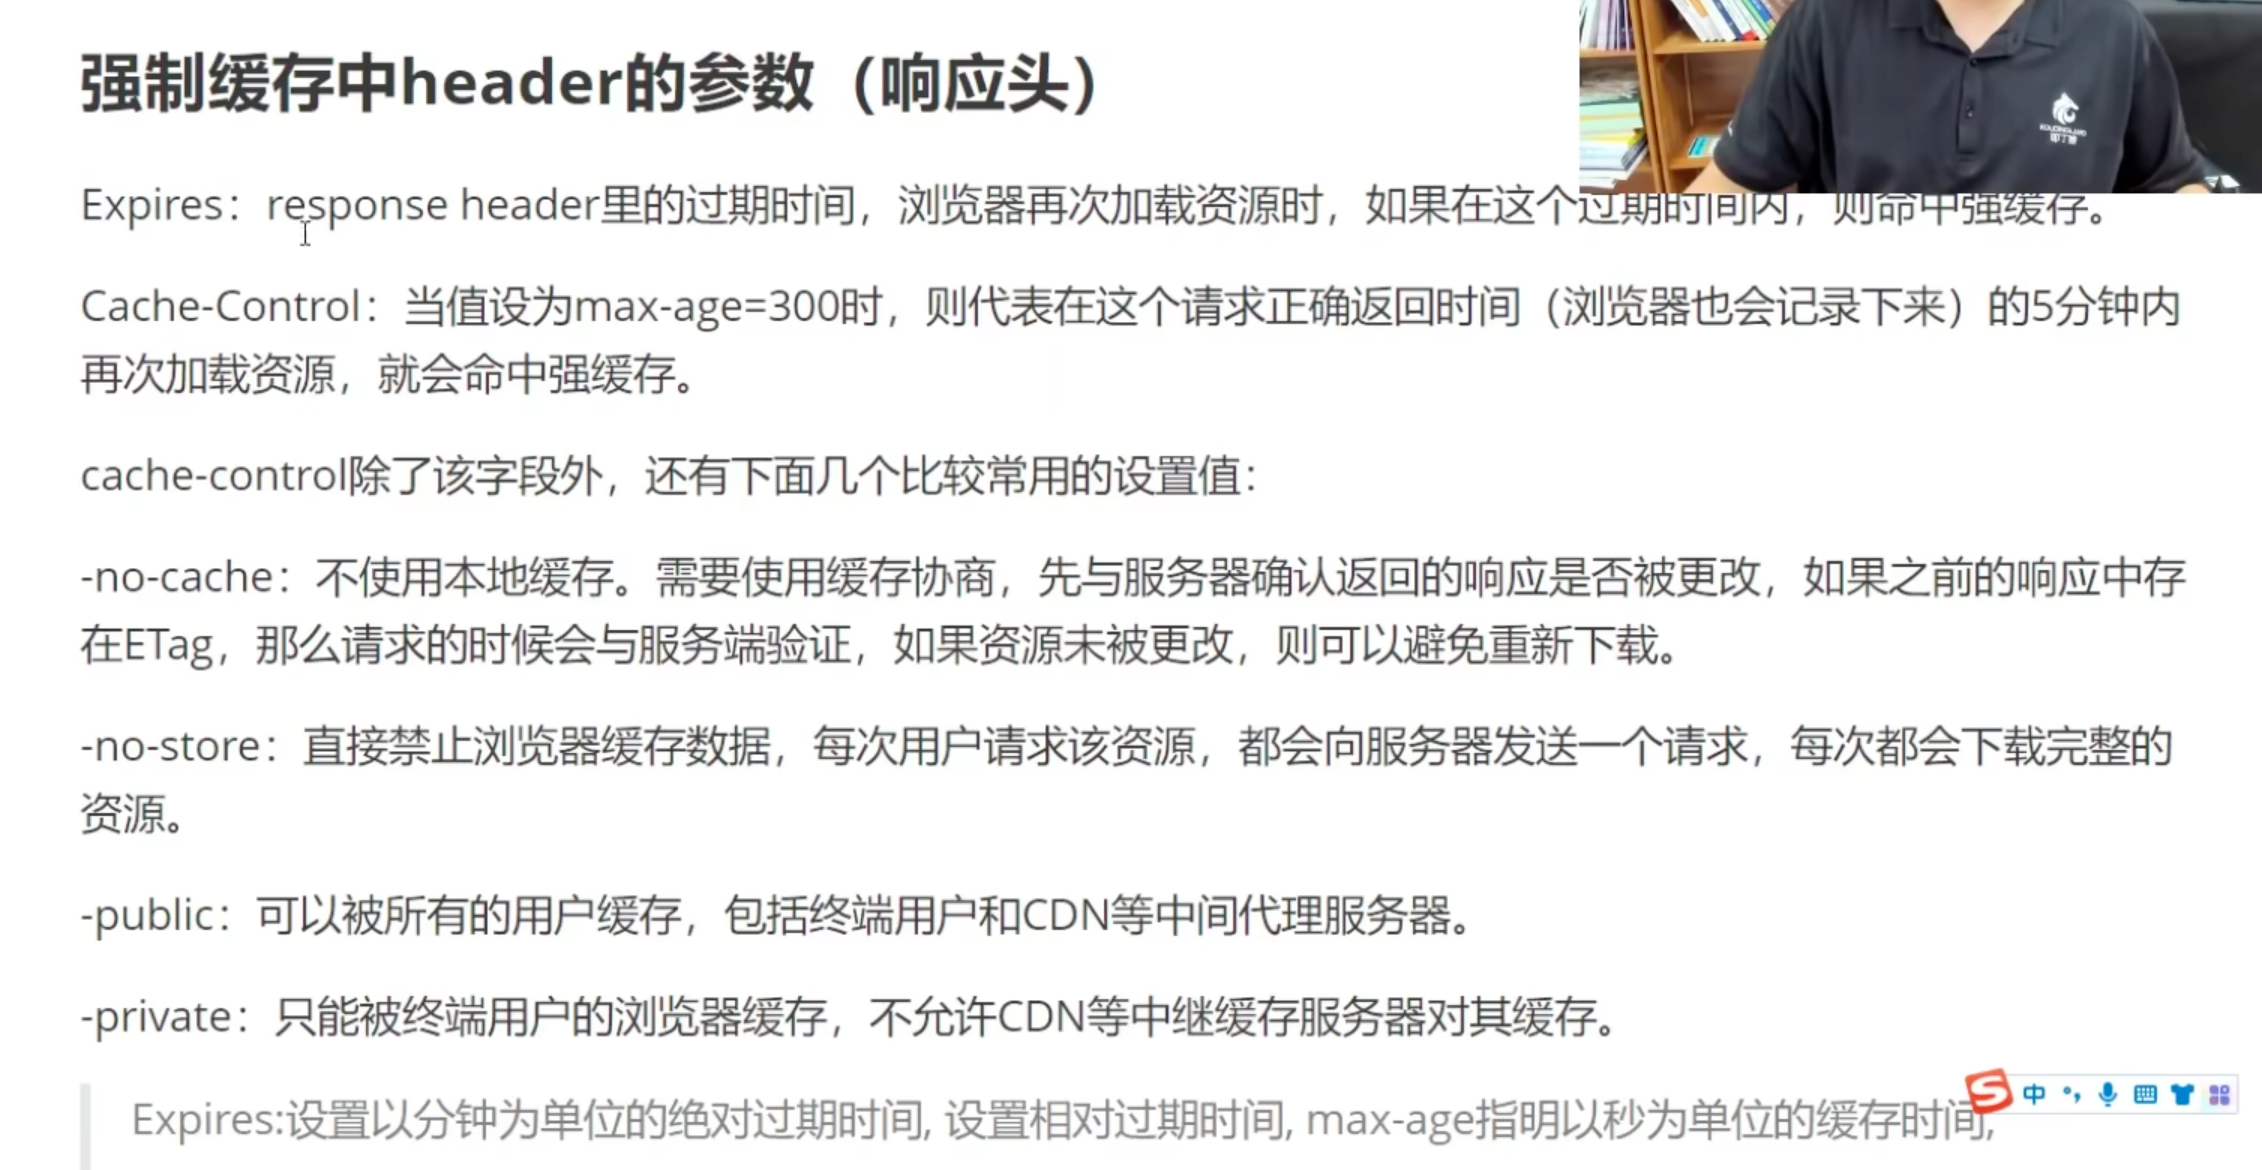 强制缓存中header的参数（响应头）
Expires：response header里的过期时间，浏览器再次加载资源时，如果在这个过期时间内，则命中强缓存。
Cache-Control：当值设为max-age=300时，则代表在这个请求正确返回时间（浏览器也会记录下来）的5分钟内
再次加载资源，就会命中强缓存。
cache-control除了该字段外，还有下面几个比较常用的设置值：
-no-cache：不使用本地缓存。需要使用缓存协商，先与服务器确认返回的响应是否被更改，如果之前的响应中存
在ETag，那么请求的时候会与服务端验证，如果资源未被更改，则可以避免重新下载。
-no-store：直接禁止浏览器缓存数据，每次用户请求该资源，都会向服务器发送一个请求，每次都会下载完整的
资源。
-public：可以被所有的用户缓存，包括终端用户和CDN等中间代理服务器。
-private：只能被终端用户的浏览器缓存，不允许CDN等中继缓存服务器对其缓存。
Expires:设置以分钟为单位的绝对过期时间, 设置相对过期时间, max-age指明以秒为单位的缓存时间,
中